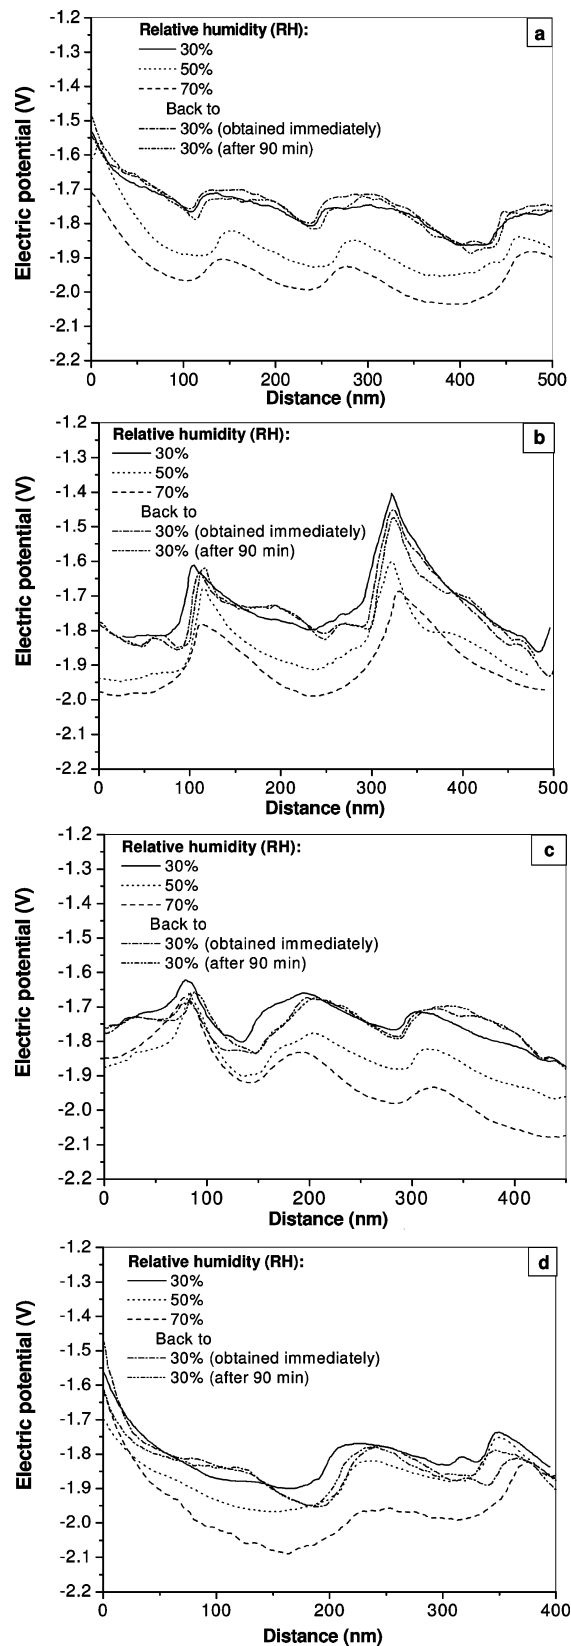 Relative humidity (RH):
a
30%
50%
70%
Back to
30% (obtained immediately)
30% (after 90 min)
-1.2
-1.3
-1.4
-1.5
-1.6
-1.7
-1.8
-1.9
-2.0
-2.1
-2.2
Electric potential (V)
0
100
200
300
400
500
Distance (nm)
Relative humidity (RH):
b
30%
50%
70%
Back to
30% (obtained immediately)
30% (after 90 min)
-1.2
-1.3
-1.4
-1.5
-1.6
-1.7
-1.8
-1.9
-2.0
-2.1
-2.2
Electric potential (V)
0
100
200
300
400
500
Distance (nm)
Relative humidity (RH):
c
30%
50%
70%
Back to
30% (obtained immediately)
30% (after 90 min)
-1.2
-1.3
-1.4
-1.5
-1.6
-1.7
-1.8
-1.9
-2.0
-2.1
-2.2
Electric potential (V)
0
100
200
300
400
Distance (nm)
Relative humidity (RH):
d
30%
50%
70%
Back to
30% (obtained immediately)
30% (after 90 min)
-1.2
-1.3
-1.4
-1.5
-1.6
-1.7
-1.8
-1.9
-2.0
-2.1
-2.2
Electric potential (V)
0
100
200
300
400
Distance (nm)